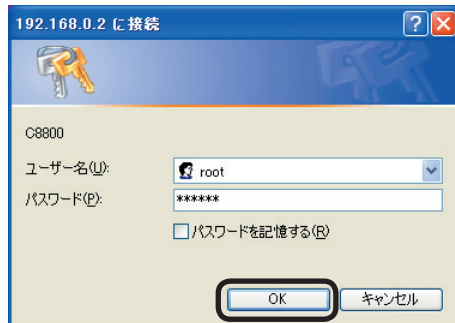 192.168.0.2 に接続
C8800
ユーザー名(U):
root
パスワード(P):
******
パスワードを記憶する(R)
OK
キャンセル